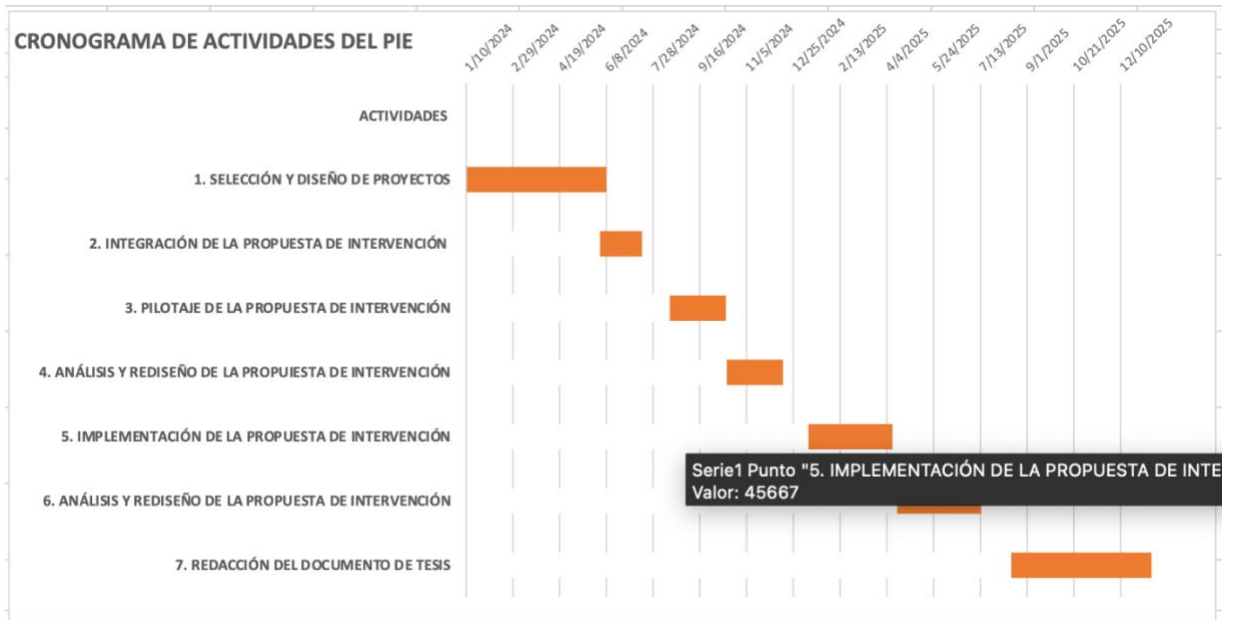 CRONOGRAMA DE ACTIVIDADES DEL PIE
1/10/2024
2/29/2024
4/19/2024
6/8/2024
7/28/2024
9/16/2024
11/5/2024
12/25/2024
2/13/2025
4/4/2025
5/24/2025
7/13/2025
9/1/2025
10/21/2025
12/10/2025
ACTIVIDADES
1. SELECCIÓN Y DISEÑO DE PROYECTOS
2. INTEGRACIÓN DE LA PROPUESTA DE INTERVENCIÓN
3. PILOTAJE DE LA PROPUESTA DE INTERVENCIÓN
4. ANÁLISIS Y REDISEÑO DE LA PROPUIESTA DE INTERVENCIÓN
5. IMPLEMENTACIÓN DE LA PROPUESTA DE INTERVENCIÓN
Serie1 Punto "5. IMPLEMENTACIÓN DE LA PROPUESTA DE INTE
Valor: 45667
6. ANÁLISIS Y REDISEÑO DE LA PROPUESTA DE INTERVENCIÓN
7. REDACCIÓN DEL DOCUMENTO DE TESIS